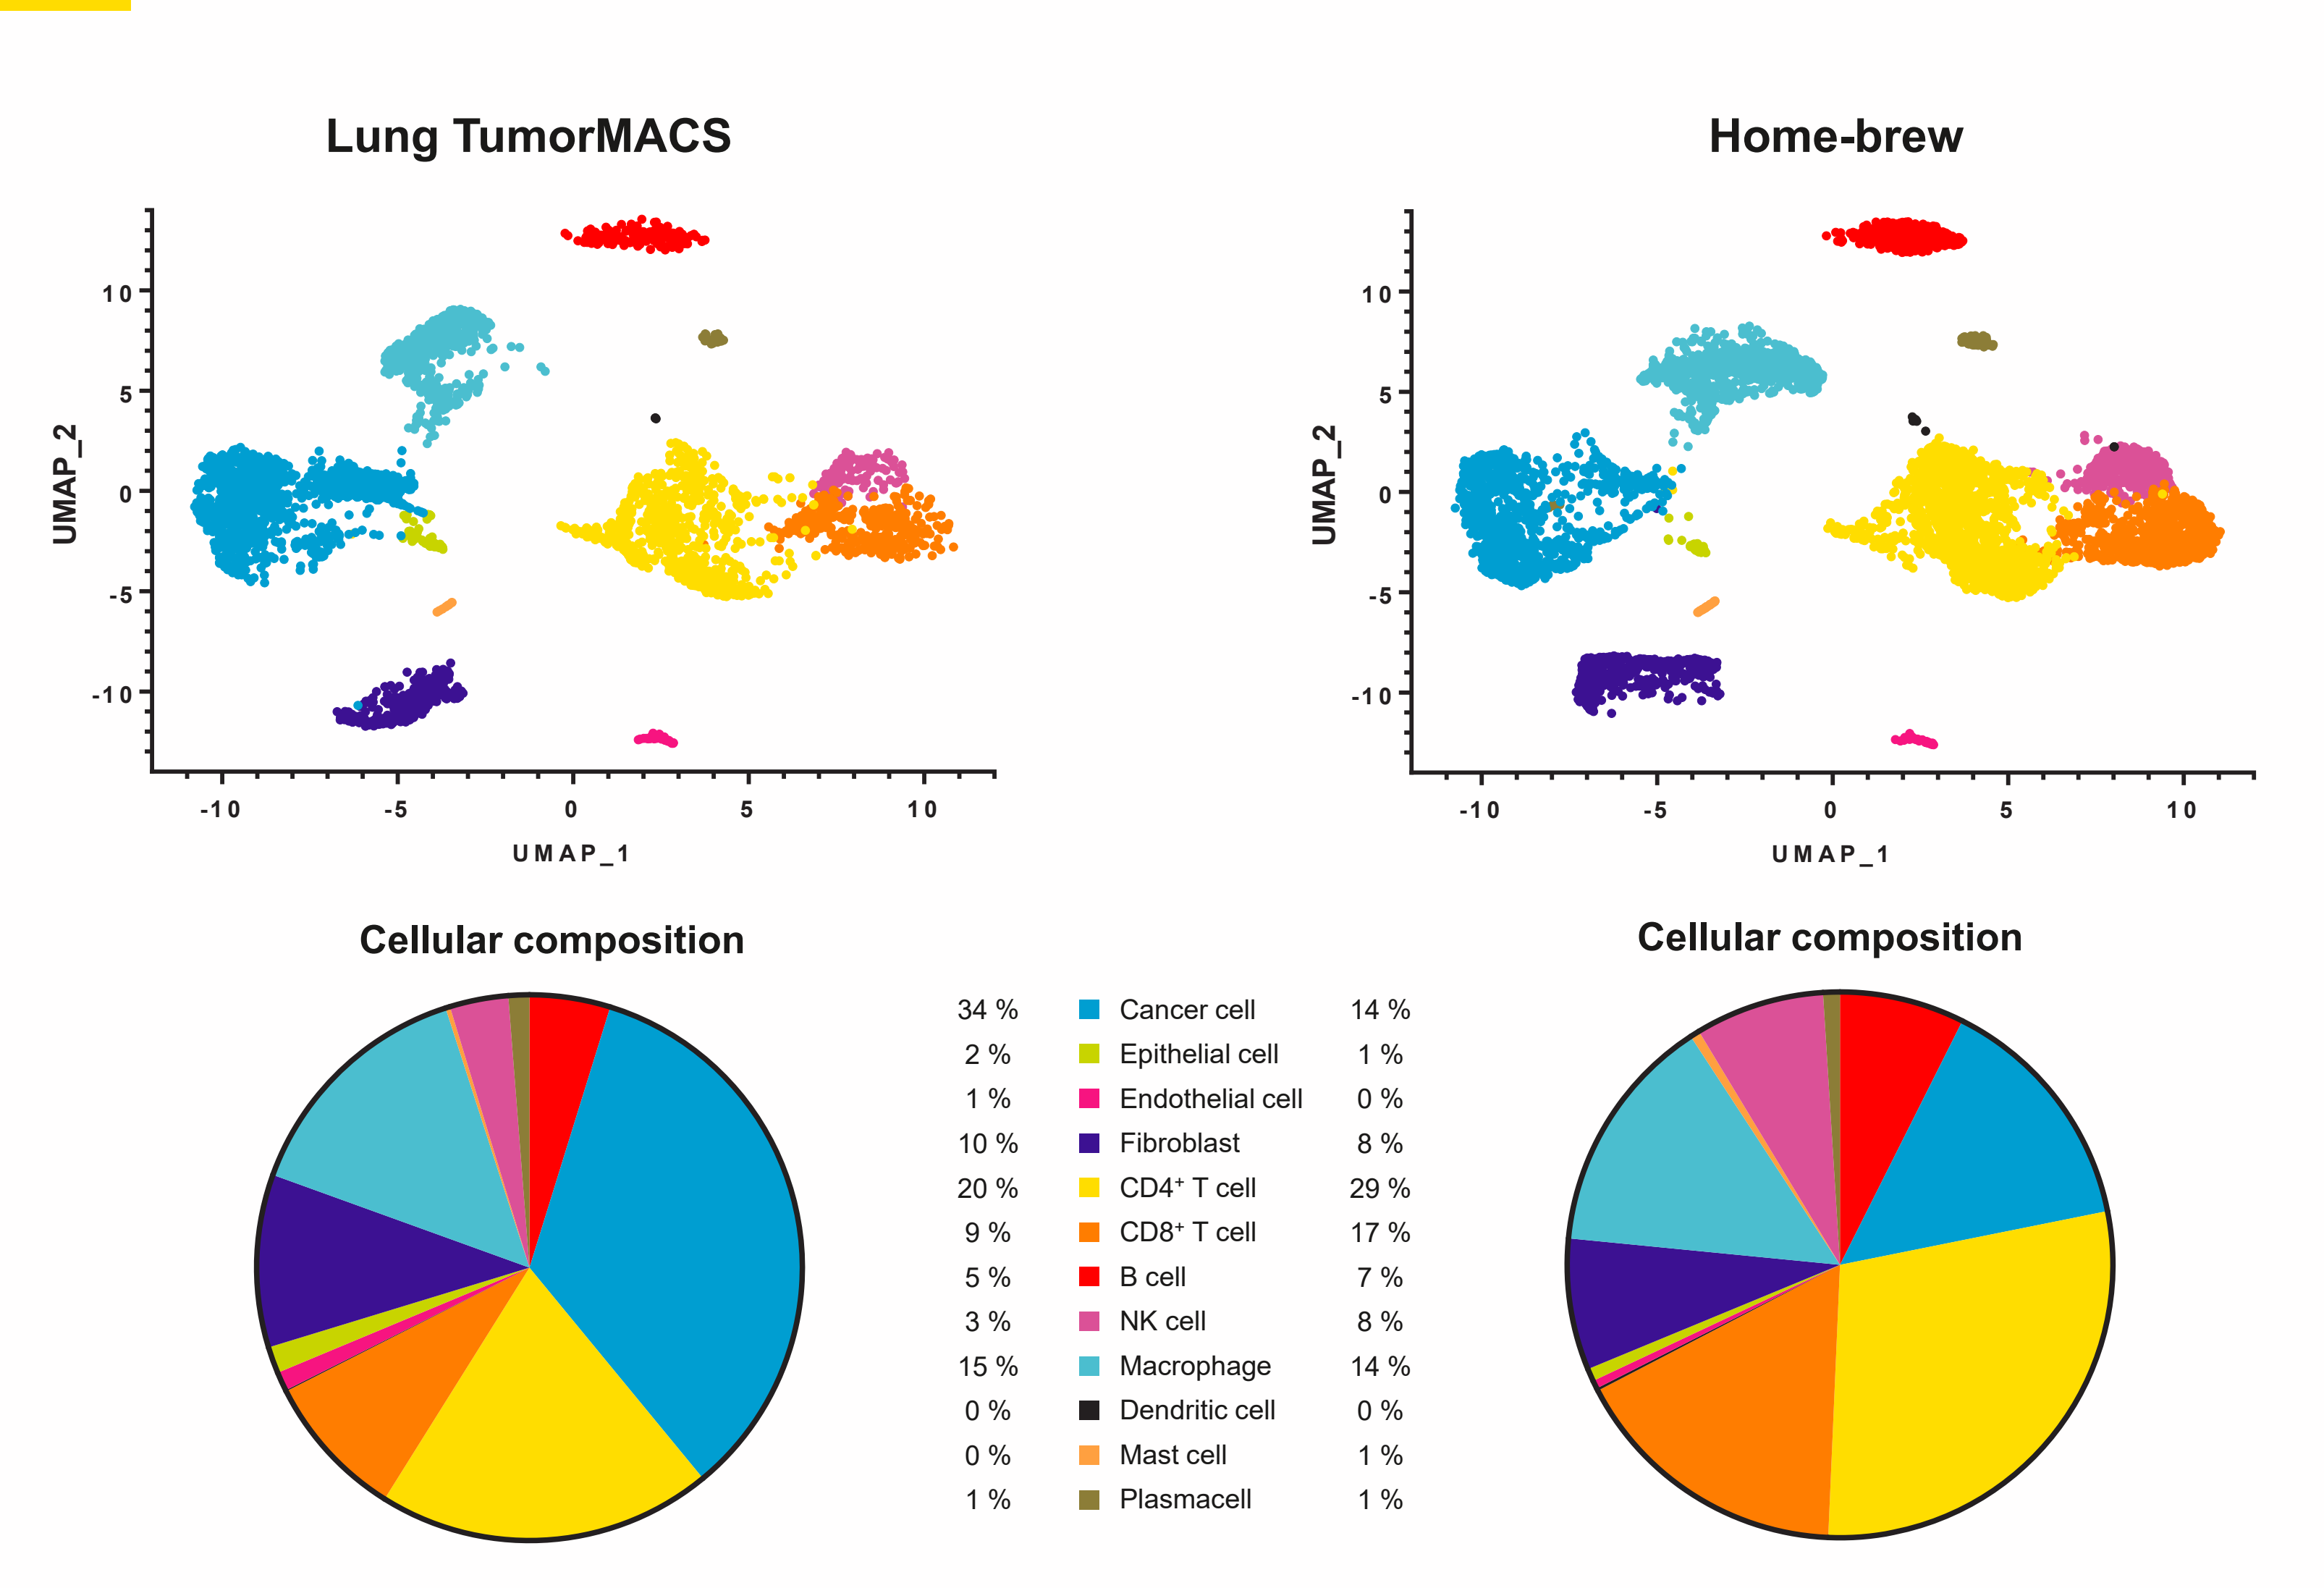 Lung TumorMACS
Home-brew
10
5
0
-5
-10
UMAP_2
-10 -5 0 5 10
UMAP_1
10
5
0
-5
-10
UMAP_2
-10 -5 0 5 10
UMAP_1
Cellular composition
Cellular composition
34 % Cancer cell 14 %
2 % Epithelial cell 1 %
1 % Endothelial cell 0 %
10 % Fibroblast 8 %
20 % CD4⁺ T cell 29 %
9 % CD8⁺ T cell 17 %
5 % B cell 7 %
3 % NK cell 8 %
15 % Macrophage 14 %
0 % Dendritic cell 0 %
0 % Mast cell 1 %
1 % Plasmacell 1 %